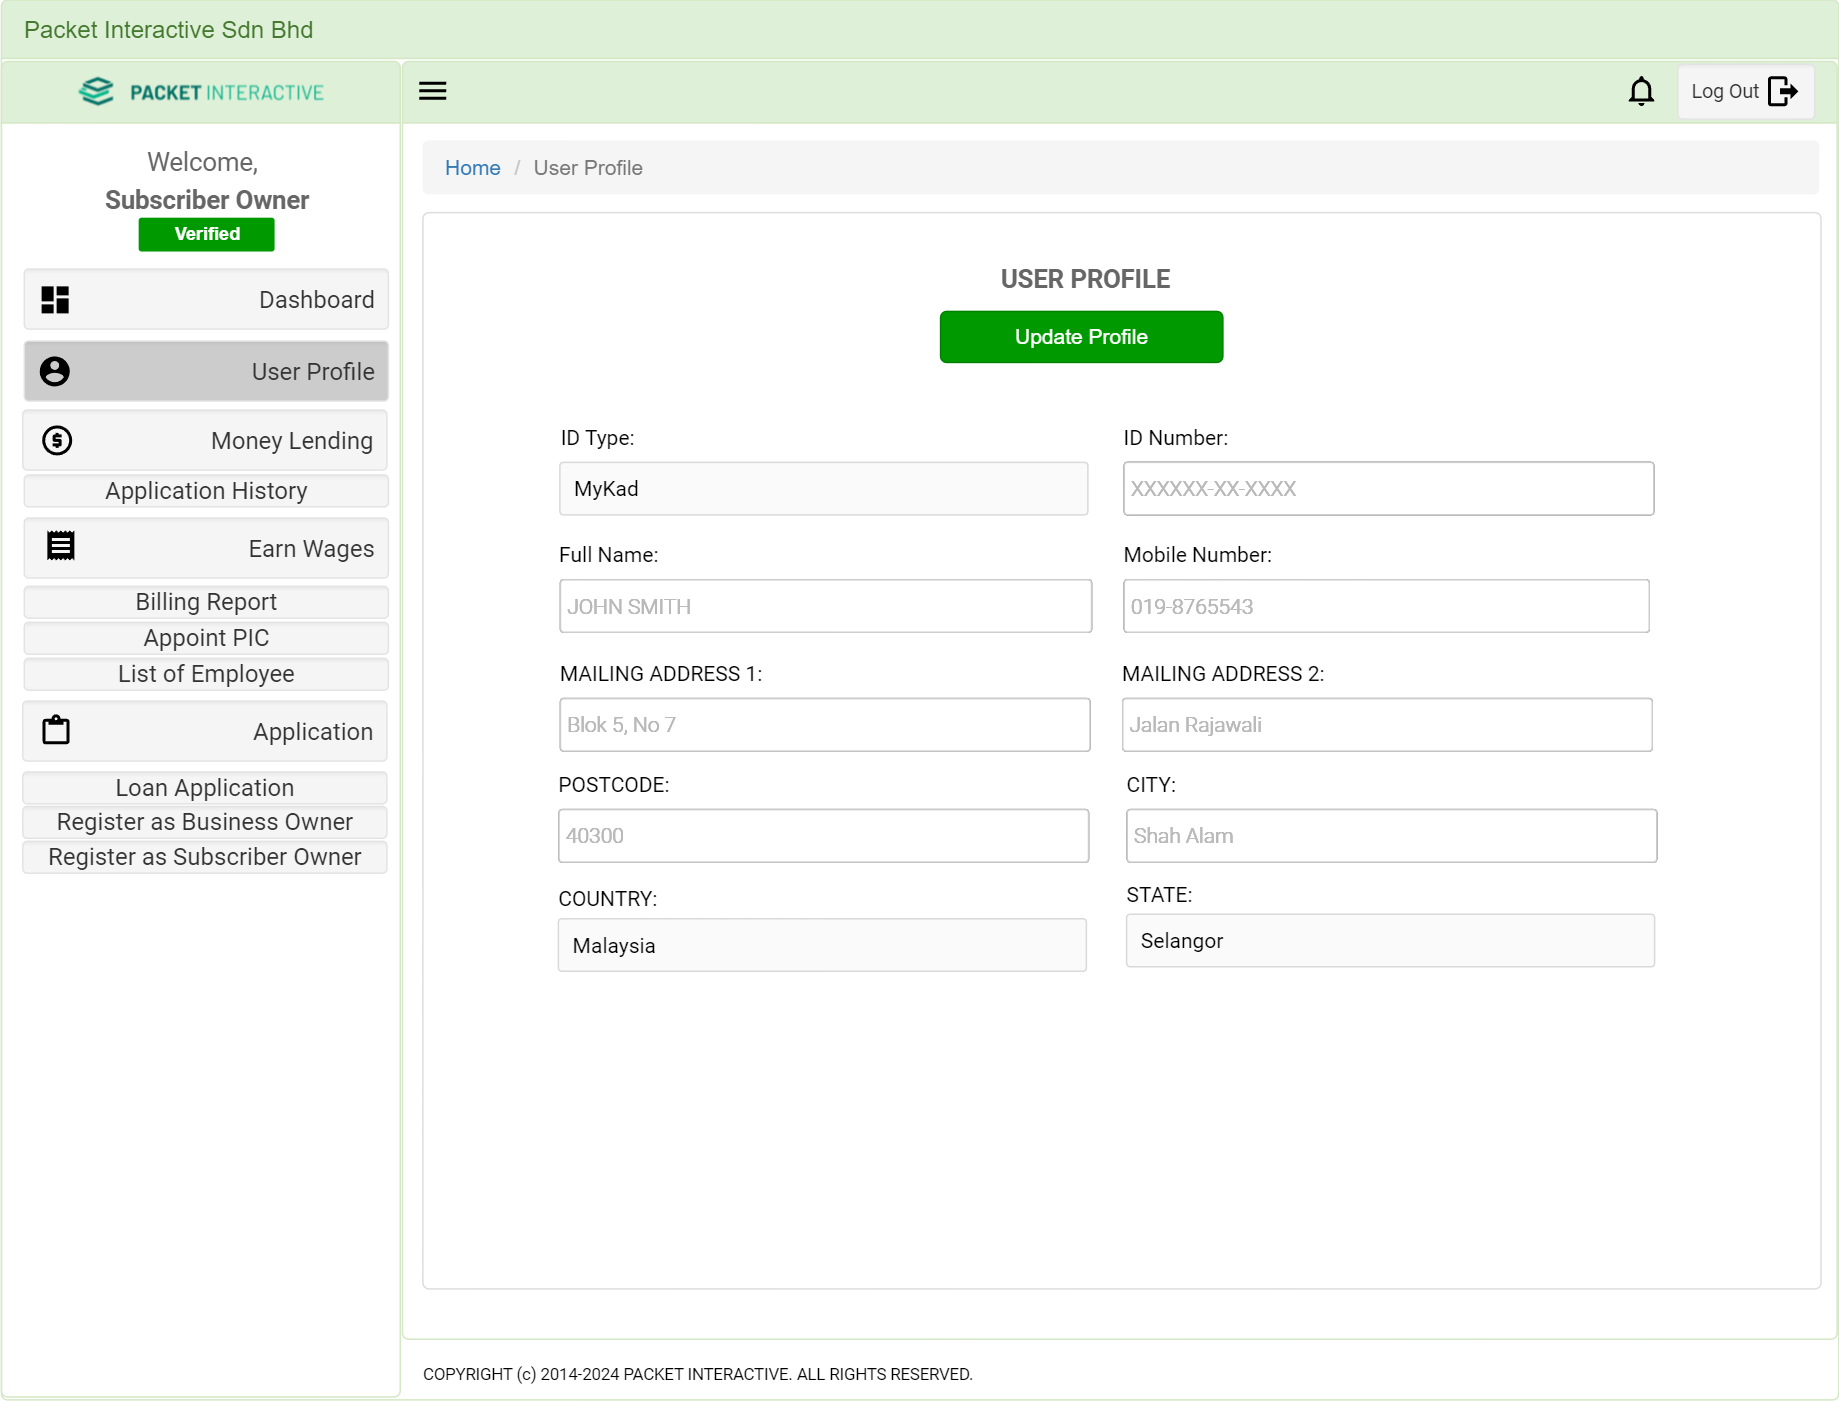 Packet Interactive Sdn Bhd
PACKET INTERACTIVE
Log Out
Welcome,
Subscriber Owner
Verified
Dashboard
User Profile
Money Lending
Application History
Earn Wages
Billing Report
Appoint PIC
List of Employee
Application
Loan Application
Register as Business Owner
Register as Subscriber Owner
Home / User Profile
USER PROFILE
Update Profile
ID Type:
MyKad
ID Number:
XXXXXX-XX-XXXX
Full Name:
JOHN SMITH
Mobile Number:
019-8765543
MAILING ADDRESS 1:
Blok 5, No 7
MAILING ADDRESS 2:
Jalan Rajawali
POSTCODE:
40300
CITY:
Shah Alam
COUNTRY:
Malaysia
STATE:
Selangor
COPYRIGHT (c) 2014-2024 PACKET INTERACTIVE. ALL RIGHTS RESERVED.